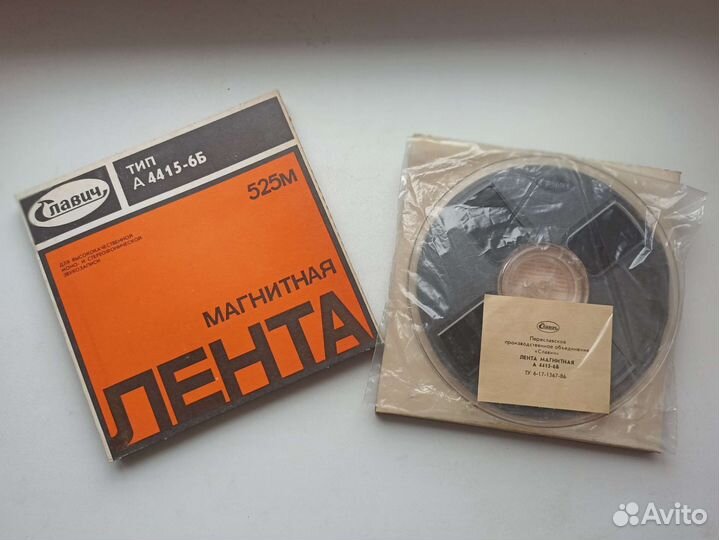 Славич
ТИП
А 4415-6Б
525М
ДЛЯ ВЫСОКОКАЧЕСТВЕННОЙ
МОНО- И СТЕРЕОФОНИЧЕСКОЙ
ЗВУКОЗАПИСИ
МАГНИТНАЯ
ЛЕНТА
Славич
Переславское
производственное объединение
«Славич»
ЛЕНТА МАГНИТНАЯ
А 4415-6Б
ТУ 6-17-1367-86
Avito